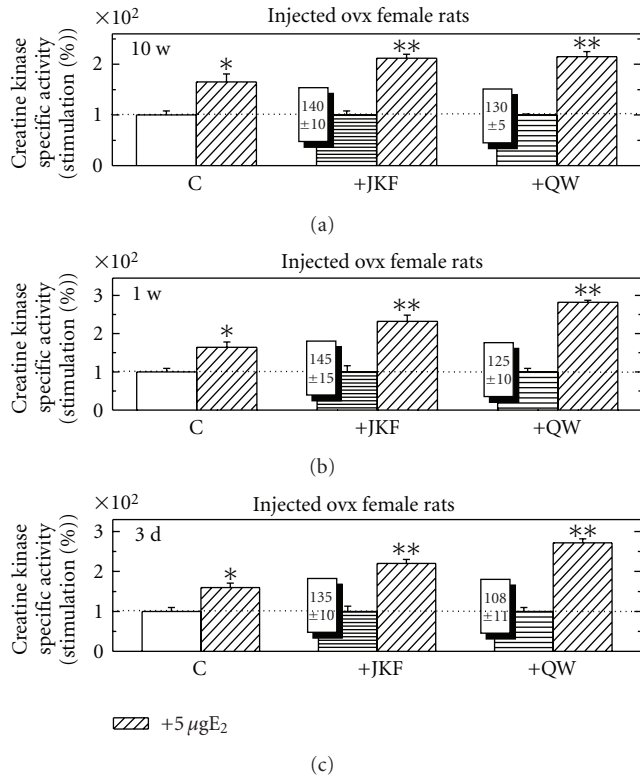 ×10²
Injected ovx female rats
10 w
Creatine kinase
specific activity
(stimulation (%))
2
1
0
*
**
**
140
±10
130
±5
C
+JKF
+QW
(a)
×10²
Injected ovx female rats
1 w
Creatine kinase
specific activity
(stimulation (%))
3
2
1
0
*
**
**
145
±15
125
±10
C
+JKF
+QW
(b)
×10²
Injected ovx female rats
3 d
Creatine kinase
specific activity
(stimulation (%))
3
2
1
0
*
**
**
135
±10
108
±11
C
+JKF
+QW
+5 µgE₂
(c)